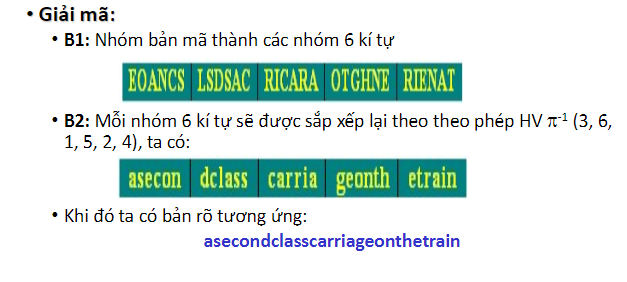 • Giải mã:
• B1: Nhóm bản mã thành các nhóm 6 kí tự
EOANCS LSDSAC RICARA OTGHNE RIENAT
• B2: Mỗi nhóm 6 kí tự sẽ được sắp xếp lại theo theo phép HV π-1 (3, 6,
1, 5, 2, 4), ta có:
asecon dclass carria geonth etrain
• Khi đó ta có bản rõ tương ứng:
asecondclasscarriageonthetrain